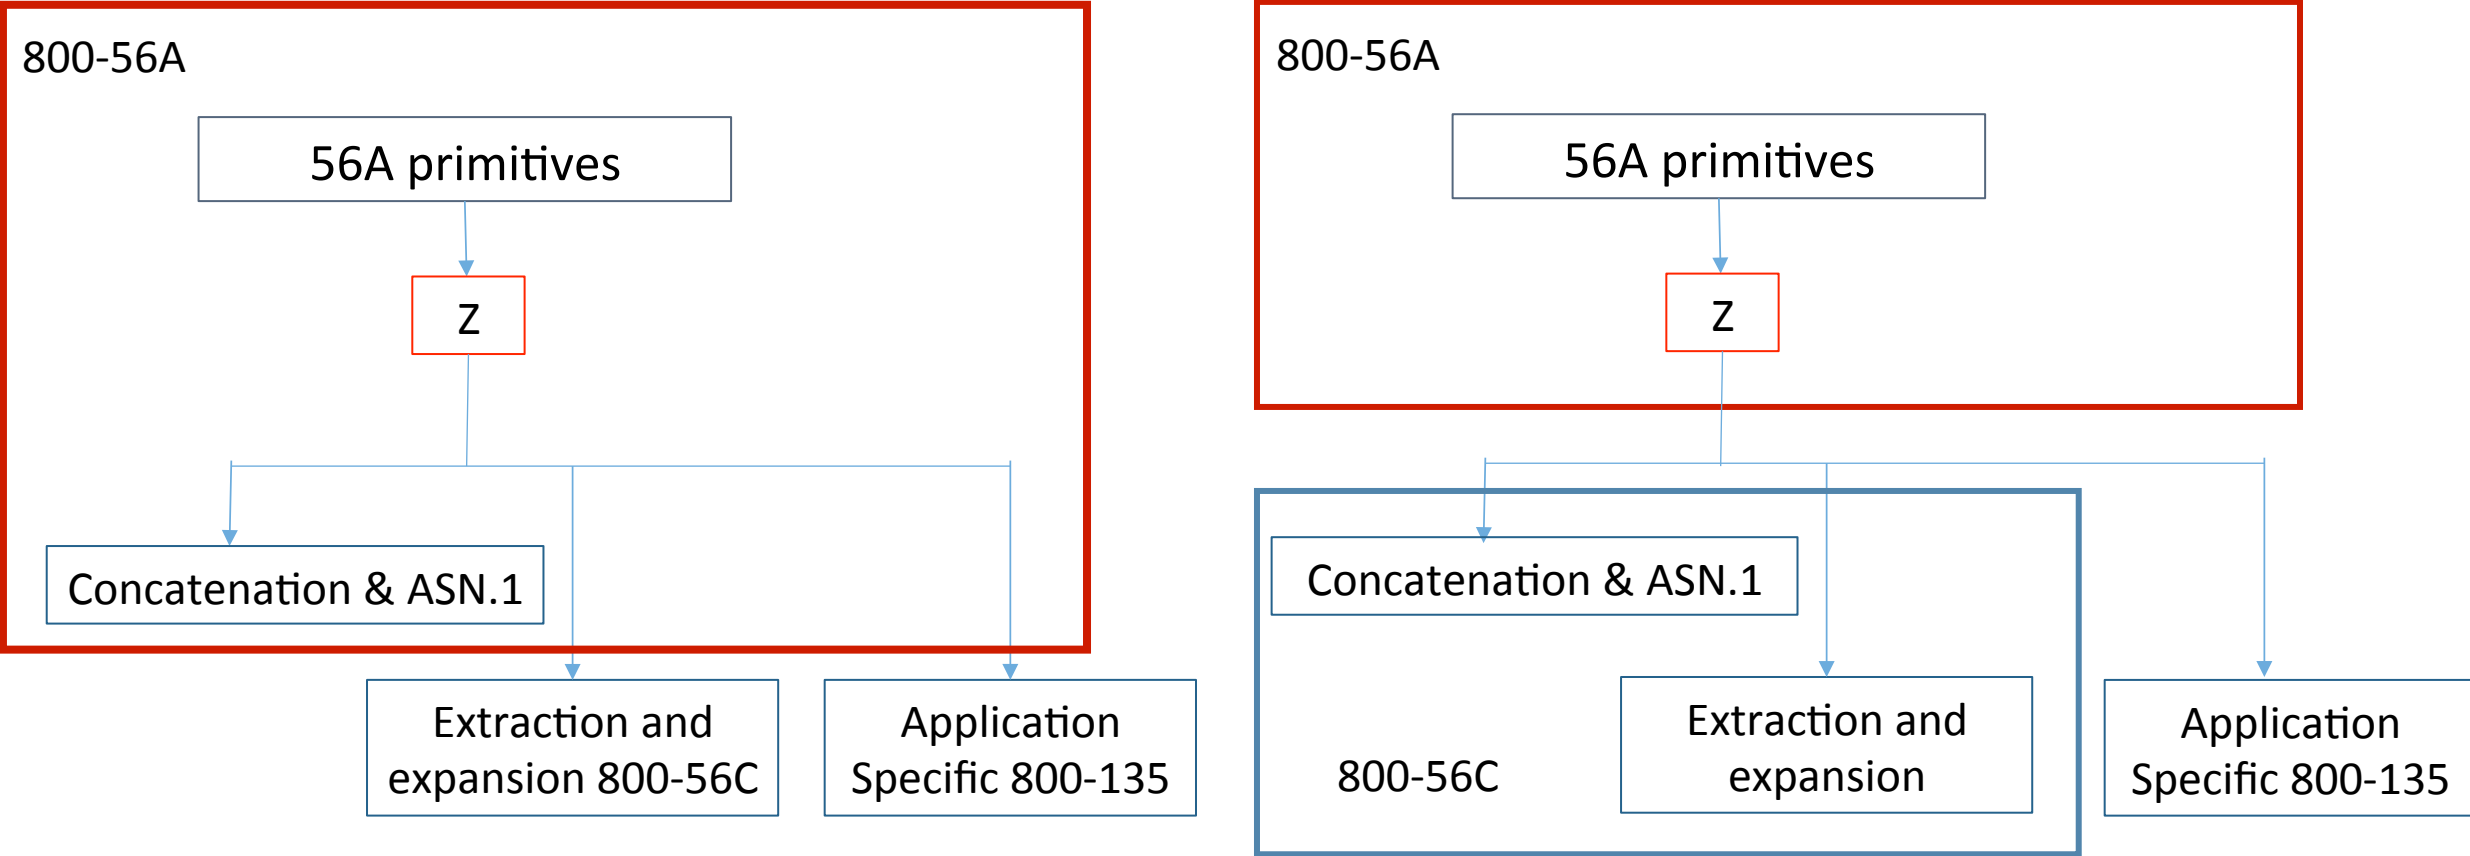 800-56A
56A primitives
Z
Concatenation & ASN.1
Extraction and
expansion 800-56C
Application
Specific 800-135
800-56A
56A primitives
Z
Concatenation & ASN.1
800-56C
Extraction and
expansion
Application
Specific 800-135